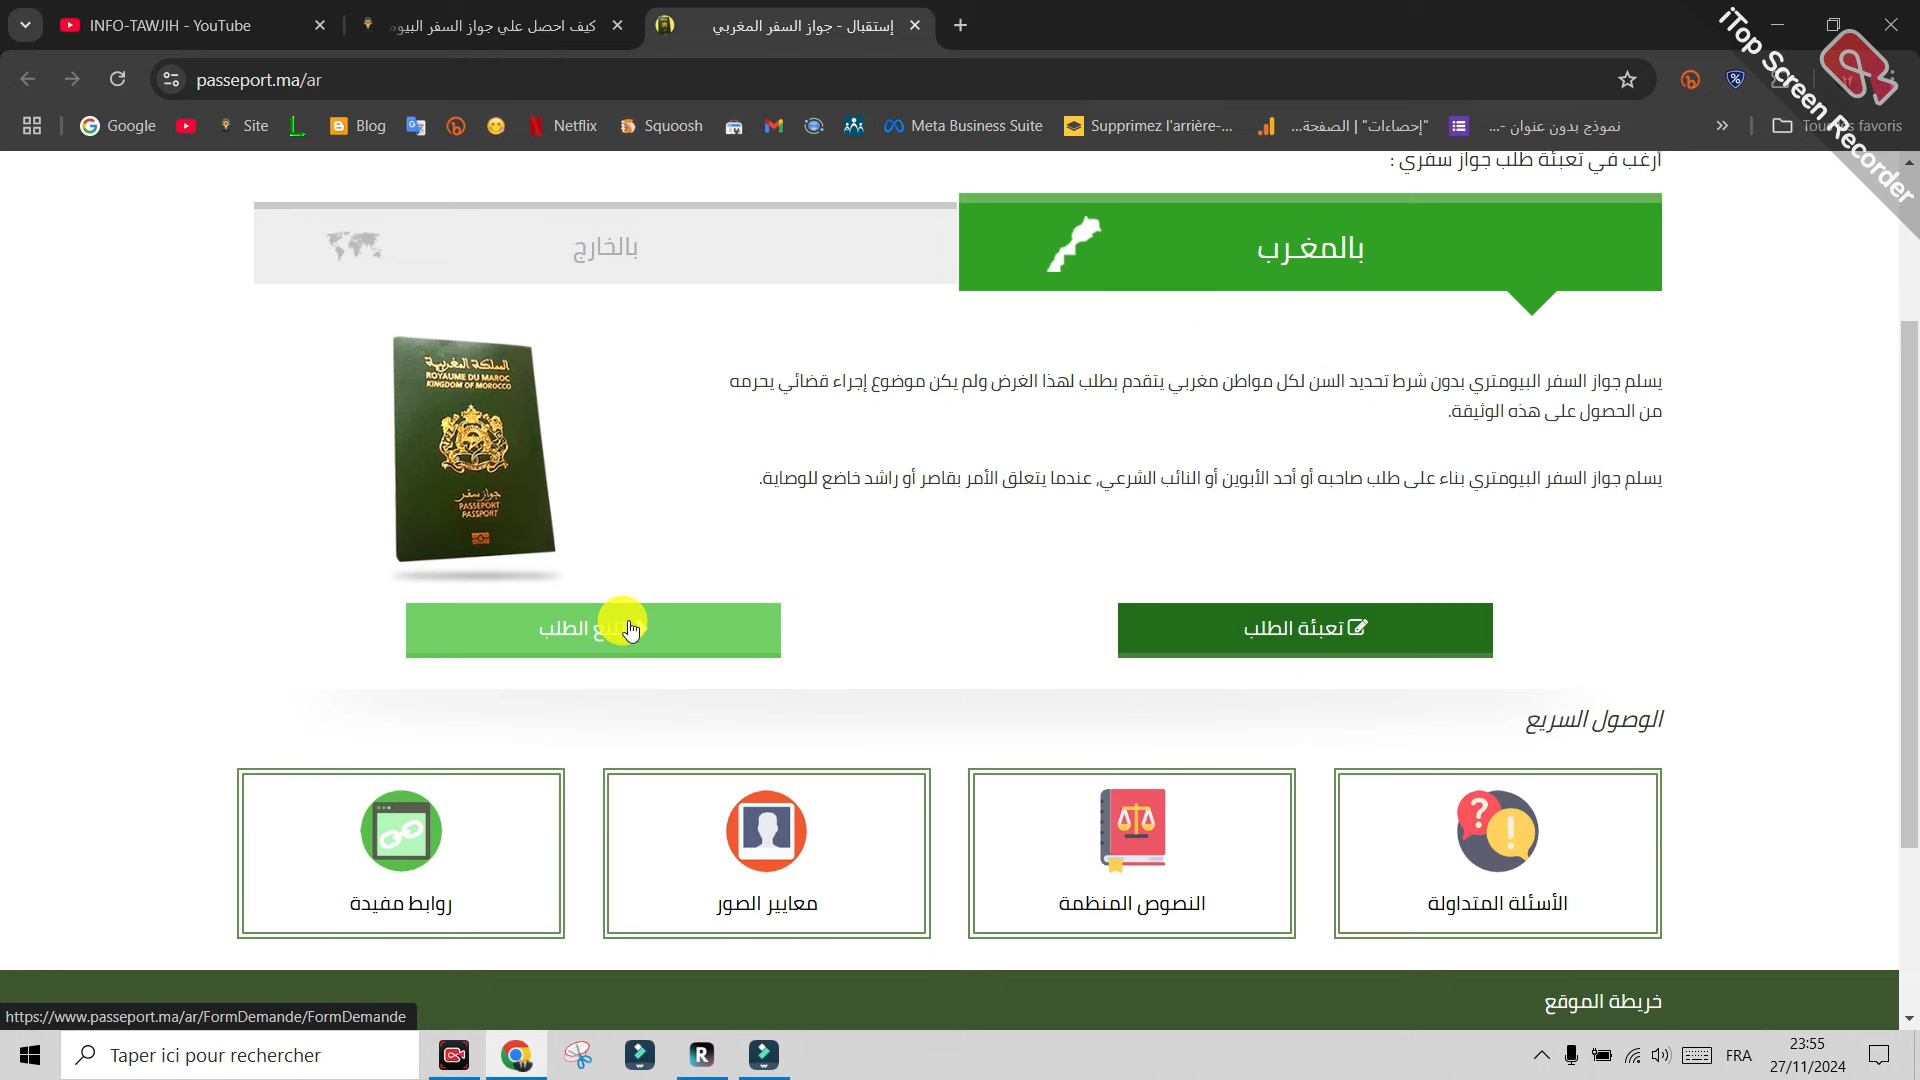 INFO-TAWJIH - YouTube
كيف احصل علي جواز السفر البيوم
إستقبال - جواز السفر المغربي
passeport.ma/ar
Google
Site
Blog
Netflix
Squoosh
Meta Business Suite
Supprimez l'arrière-...
"إحصاءات" | الصفحة...
نموذج بدون عنوان -...
favoris
iTop Screen Recorder
أرغب في تعبئة طلب جواز سفري :
بالمغـرب
بالخارج
المملكة المغربية
ROYAUME DU MAROC
KINGDOM OF MOROCCO
جواز سفر
PASSEPORT
PASSPORT
يسلم جواز السفر البيومتري بدون شرط تحديد السن لكل مواطن مغربي يتقدم بطلب لهذا الغرض ولم يكن موضوع إجراء قضائي يحرمه
من الحصول على هذه الوثيقة.
يسلم جواز السفر البيومتري بناء على طلب صاحبه أو أحد الأبوين أو النائب الشرعي, عندما يتعلق الأمر بقاصر أو راشد خاضع للوصاية.
تعبئة الطلب
الطلب
الوصول السريع
الأسئلة المتداولة
النصوص المنظمة
معايير الصور
روابط مفيدة
خريطة الموقع
https://www.passeport.ma/ar/FormDemande/FormDemande
Taper ici pour rechercher
R
FRA
23:55
27/11/2024